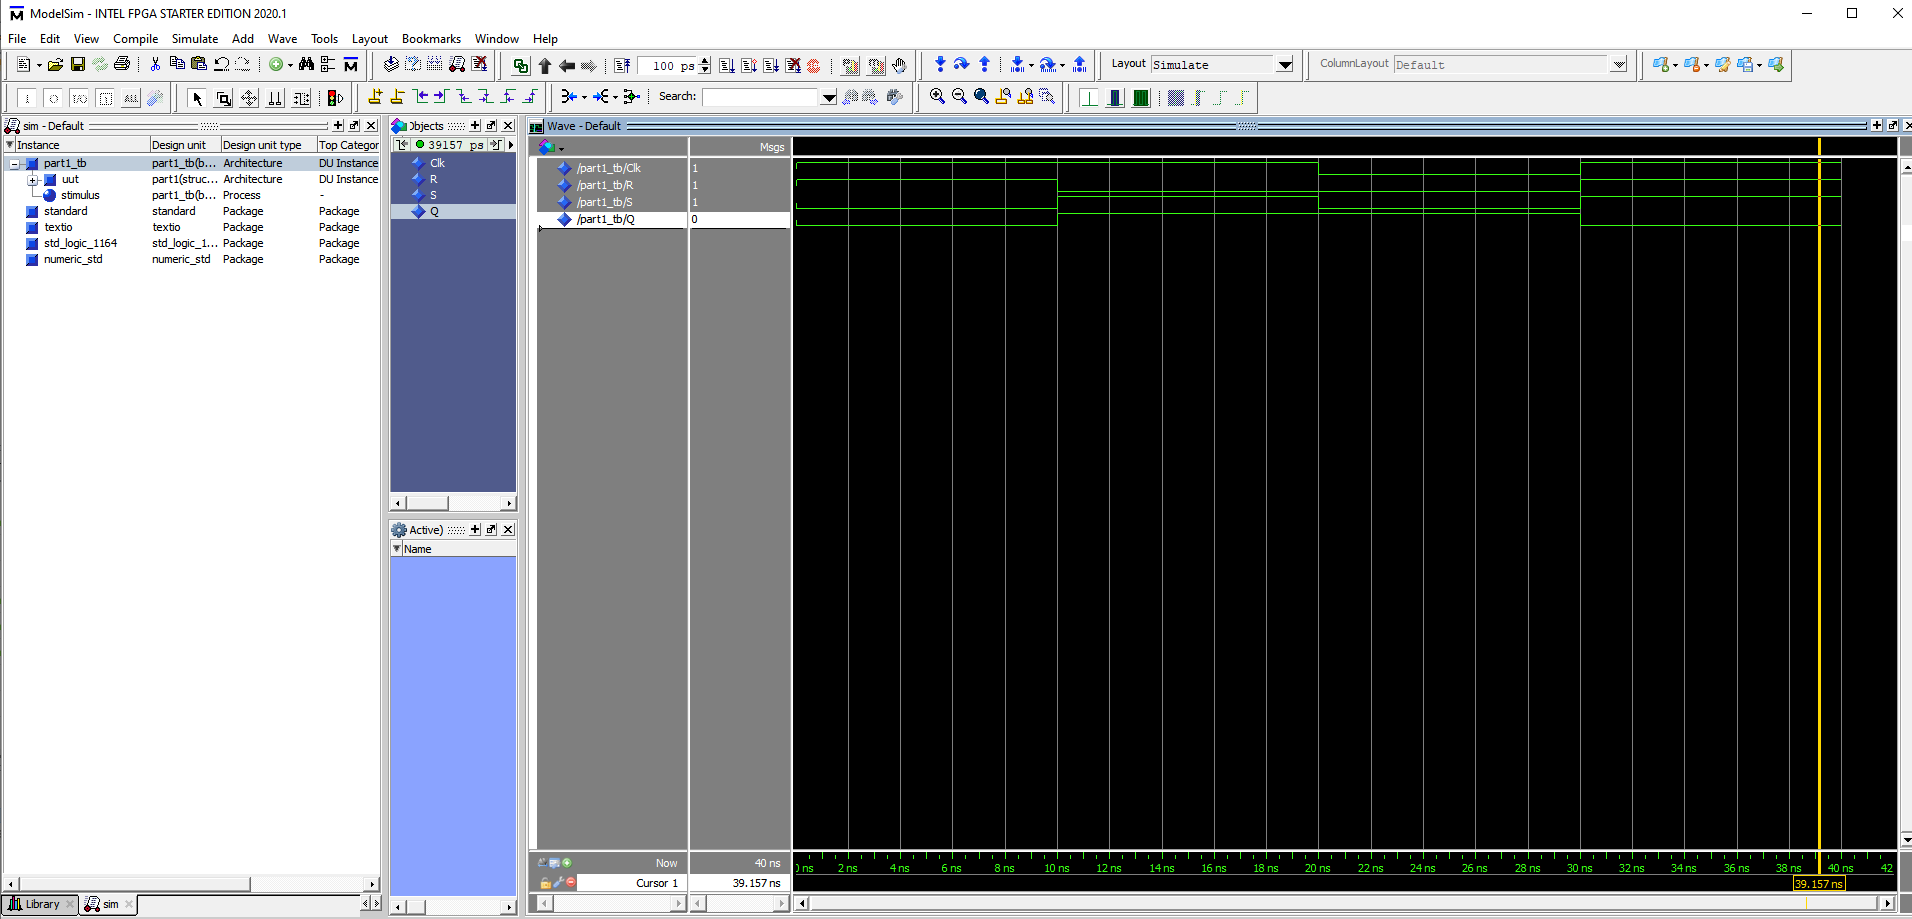 ModelSim - INTEL FPGA STARTER EDITION 2020.1
File Edit View Compile Simulate Add Wave Tools Layout Bookmarks Window Help
100 ps
Layout Simulate
ColumnLayout Default
Search:
sim - Default
Instance Design unit Design unit type Top Categor
part1_tb part1_tb(b... Architecture DU Instance
uut part1(struc... Architecture DU Instance
stimulus part1_tb(b... Process -
standard standard Package Package
textio textio Package Package
std_logic_1164 std_logic_1... Package Package
numeric_std numeric_std Package Package
Library sim
Objects
39157 ps
Clk
R
S
Q
Active)
Name
Wave - Default
Msgs
/part1_tb/Clk 1
/part1_tb/R 1
/part1_tb/S 1
/part1_tb/Q 0
Now 40 ns
Cursor 1 39.157 ns
ns 2 ns 4 ns 6 ns 8 ns 10 ns 12 ns 14 ns 16 ns 18 ns 20 ns 22 ns 24 ns 26 ns 28 ns 30 ns 32 ns 34 ns 36 ns 38 ns 40 ns 42
39.157 ns